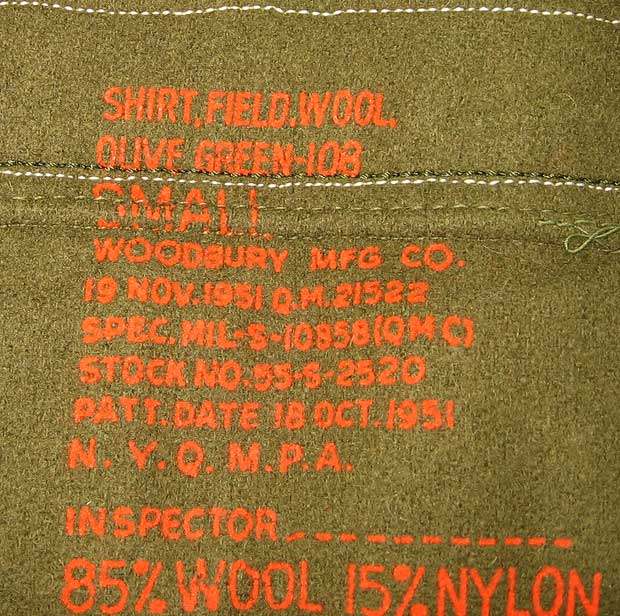 SHIRT, FIELD, WOOL,
OLIVE GREEN-108
SMALL
WOODBURY MFG CO.
19 NOV. 1951 Q.M. 21522
SPEC. MIL-S-10858 (QMC)
STOCK NO. 55-S-2520
PATT. DATE 18 OCT. 1951
N. Y. Q. M. P. A.
INSPECTOR_____________
85% WOOL 15% NYLON